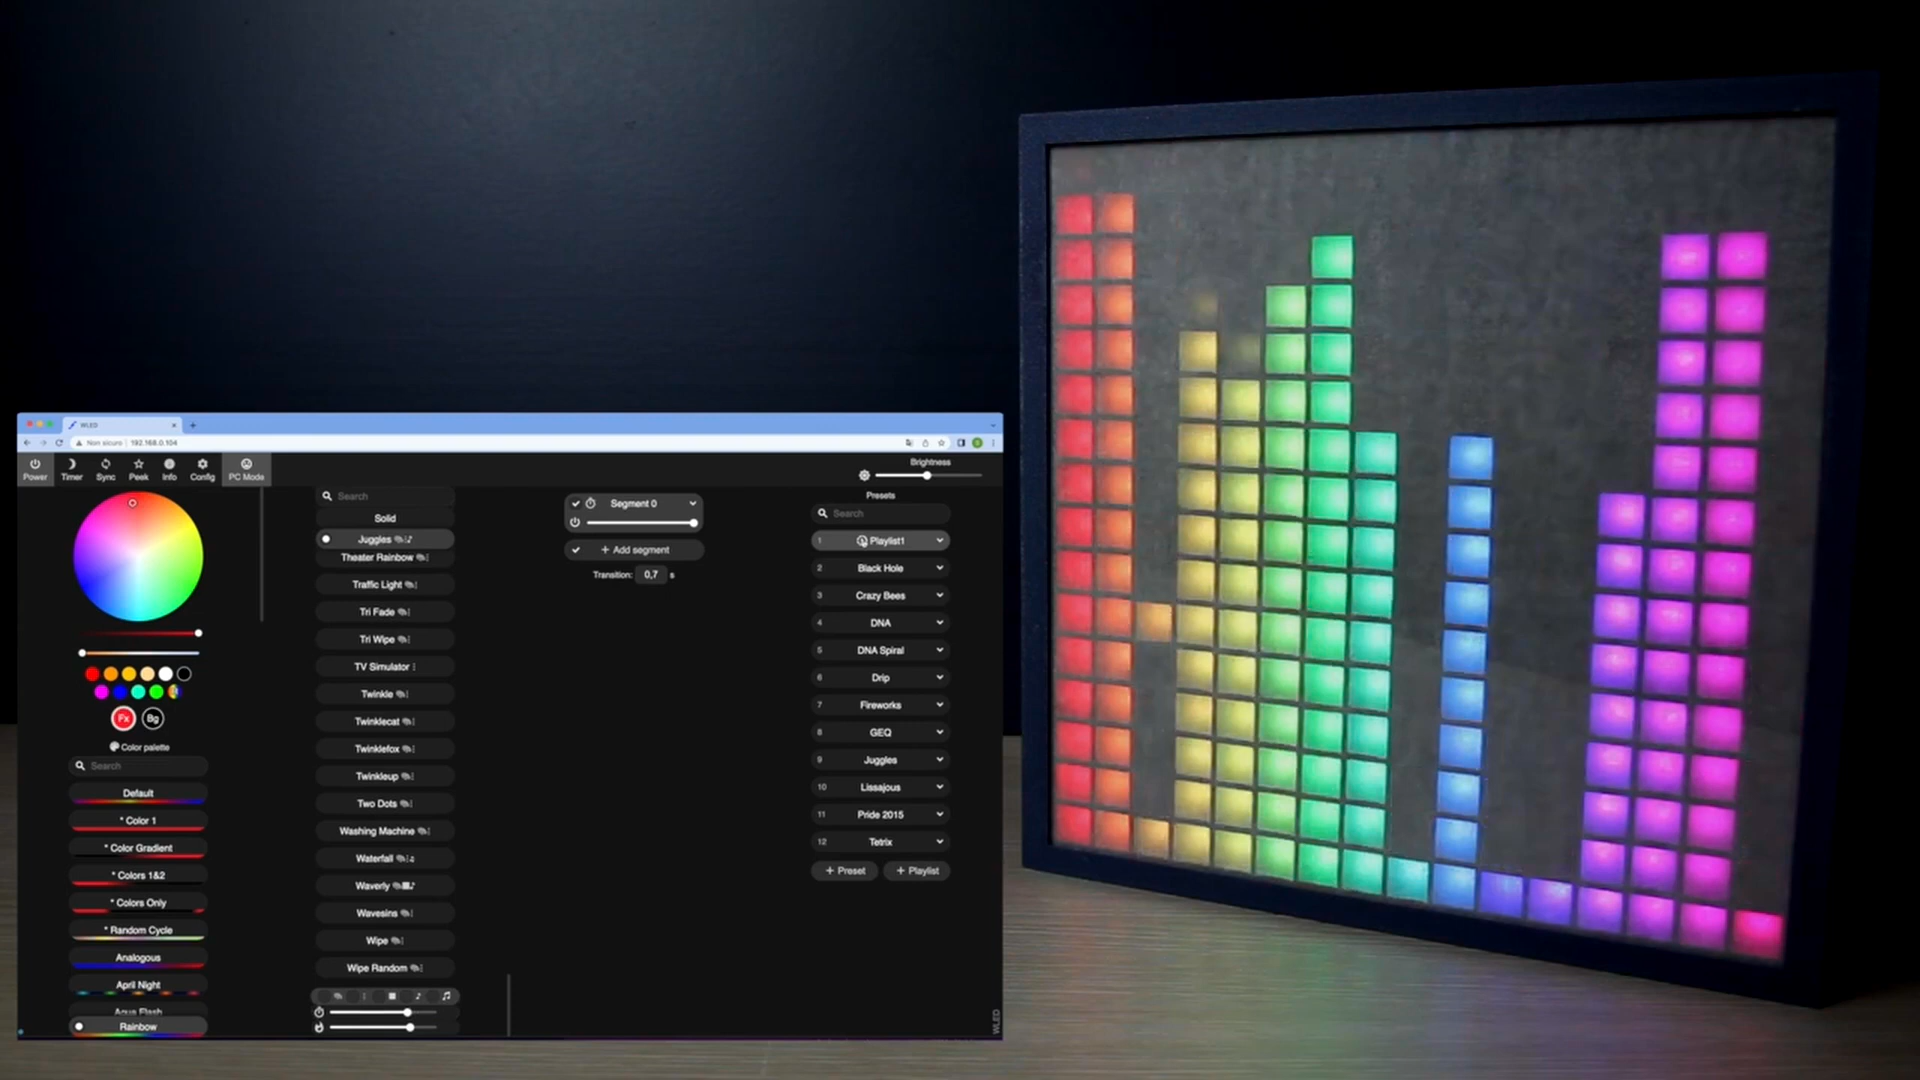 WLED
Non sicuro 192.168.0.104
Power Timer Sync Peek Info Config PC Mode
Brightness
Fx Bg
Color palette
Search
Default
* Color 1
* Color Gradient
* Colors 1&2
* Colors Only
* Random Cycle
Analogous
April Night
Aqua Flash
Rainbow
Search
Solid
Juggles
Theater Rainbow
Traffic Light
Tri Fade
Tri Wipe
TV Simulator
Twinkle
Twinklecat
Twinklefox
Twinkleup
Two Dots
Washing Machine
Waterfall
Waverly
Wavesins
Wipe
Wipe Random
Segment 0
+ Add segment
Transition: 0,7 s
Presets
Search
1 Playlist1
2 Black Hole
3 Crazy Bees
4 DNA
5 DNA Spiral
6 Drip
7 Fireworks
8 GEQ
9 Juggles
10 Lissajous
11 Pride 2015
12 Tetrix
+ Preset + Playlist
WLED